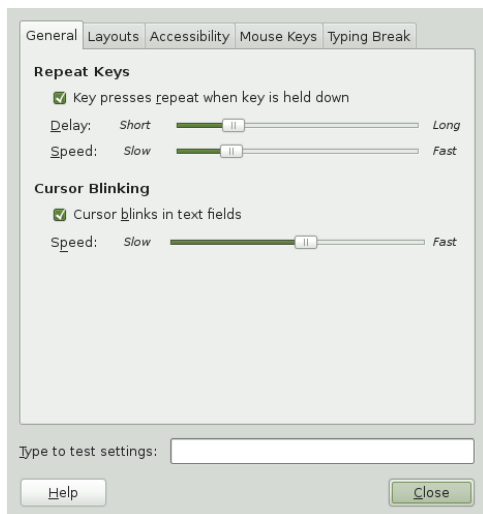 General Layouts Accessibility Mouse Keys Typing Break
Repeat Keys
Key presses repeat when key is held down
Delay: Short Long
Speed: Slow Fast
Cursor Blinking
Cursor blinks in text fields
Speed: Slow Fast
Type to test settings:
Help Close